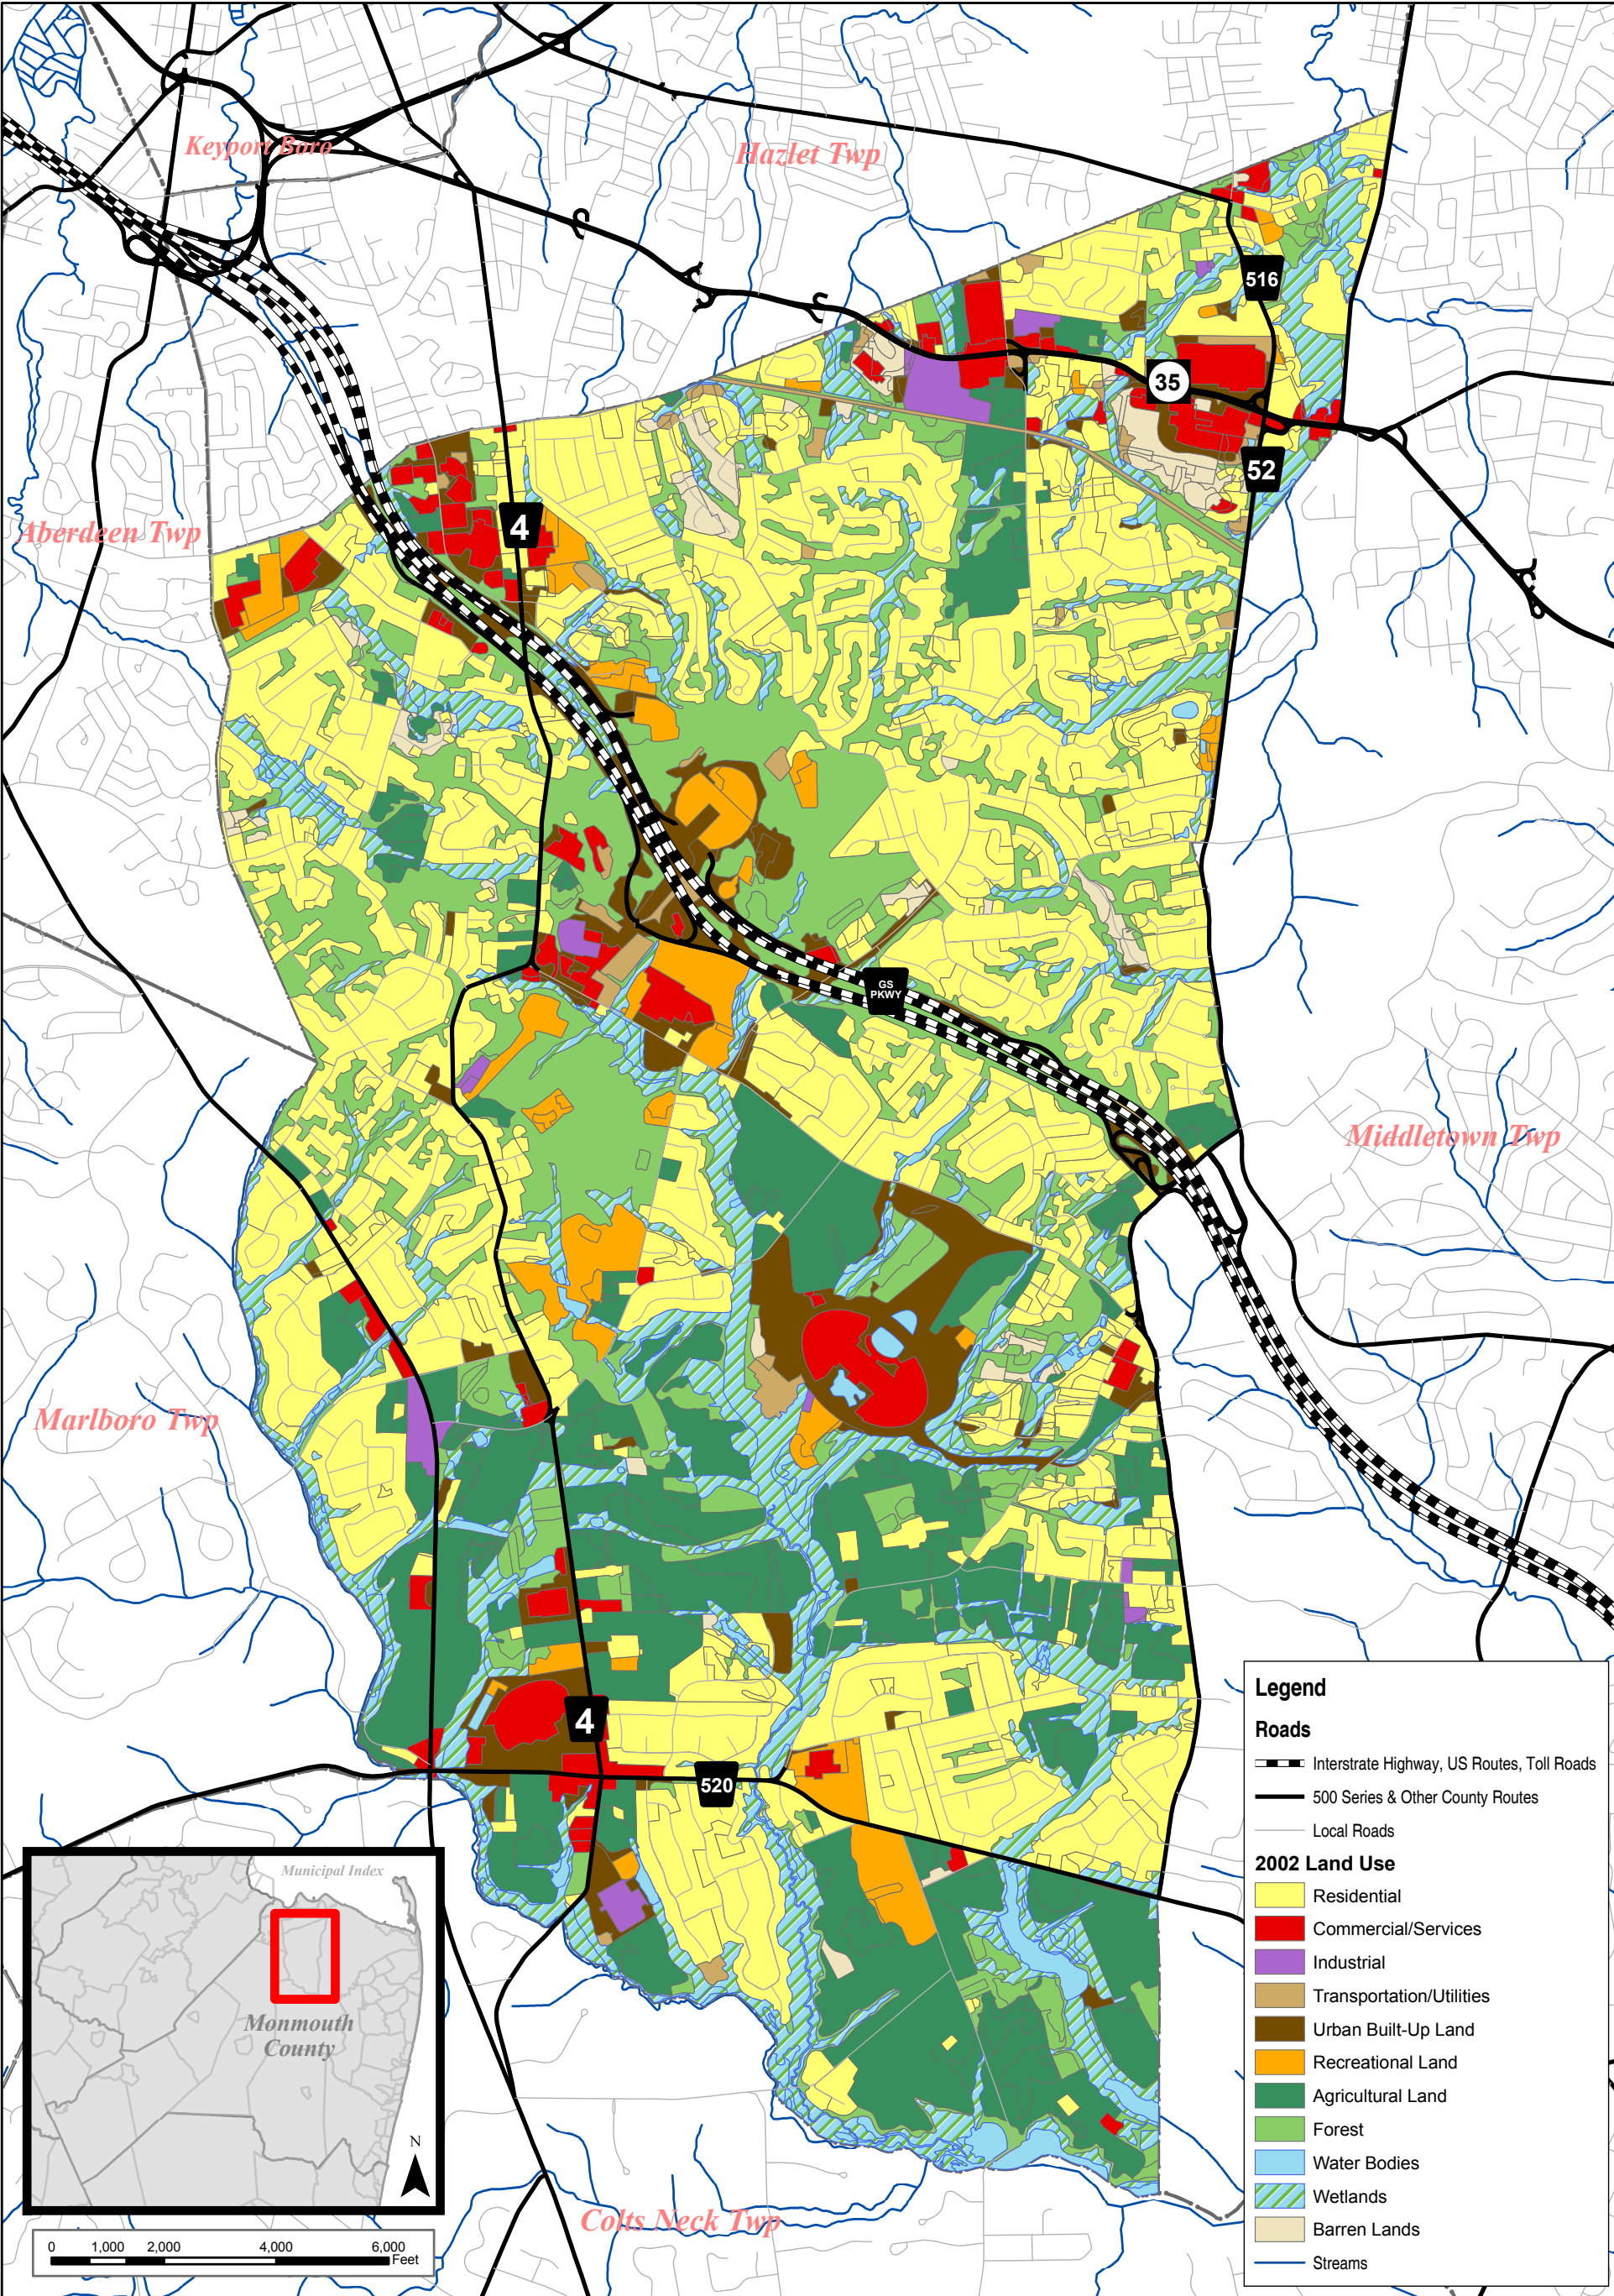 Keyport Boro
Hazlet Twp
516
35
52
Aberdeen Twp
4
GS
PKWY
Middletown Twp
Marlboro Twp
4
520
Colts Neck Twp
Legend
Roads
Interstate Highway, US Routes, Toll Roads
500 Series & Other County Routes
Local Roads
2002 Land Use
Residential
Commercial/Services
Industrial
Transportation/Utilities
Urban Built-Up Land
Recreational Land
Agricultural Land
Forest
Water Bodies
Wetlands
Barren Lands
Streams
Municipal Index
Monmouth
County
N
0 1,000 2,000 4,000 6,000
Feet